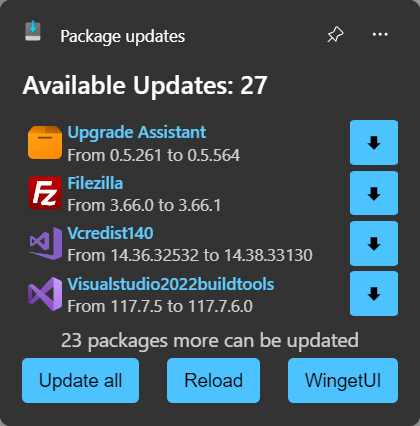 Package updates
Available Updates: 27
Upgrade Assistant
From 0.5.261 to 0.5.564
Filezilla
From 3.66.0 to 3.66.1
Vcredist140
From 14.36.32532 to 14.38.33130
Visualstudio2022buildtools
From 117.7.5 to 117.7.6.0
23 packages more can be updated
Update all
Reload
WingetUI